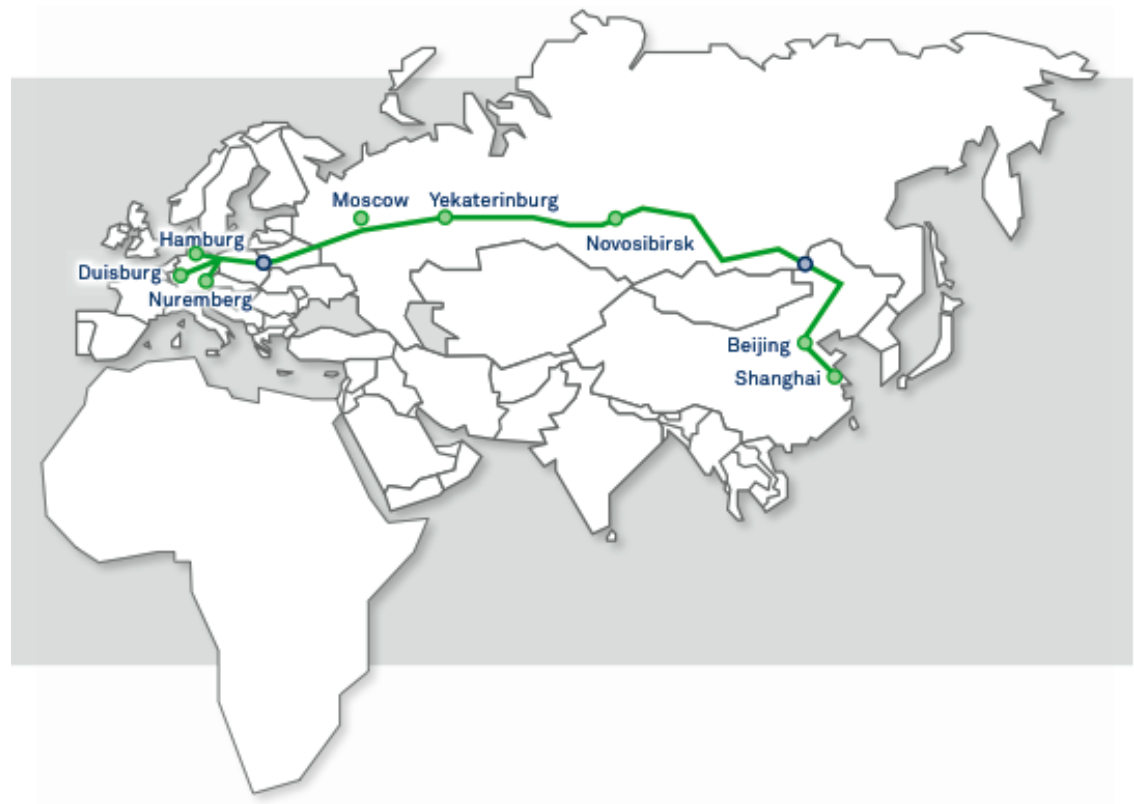 Moscow
Yekaterinburg
Hamburg
Novosibirsk
Duisburg
Nuremberg
Beijing
Shanghai